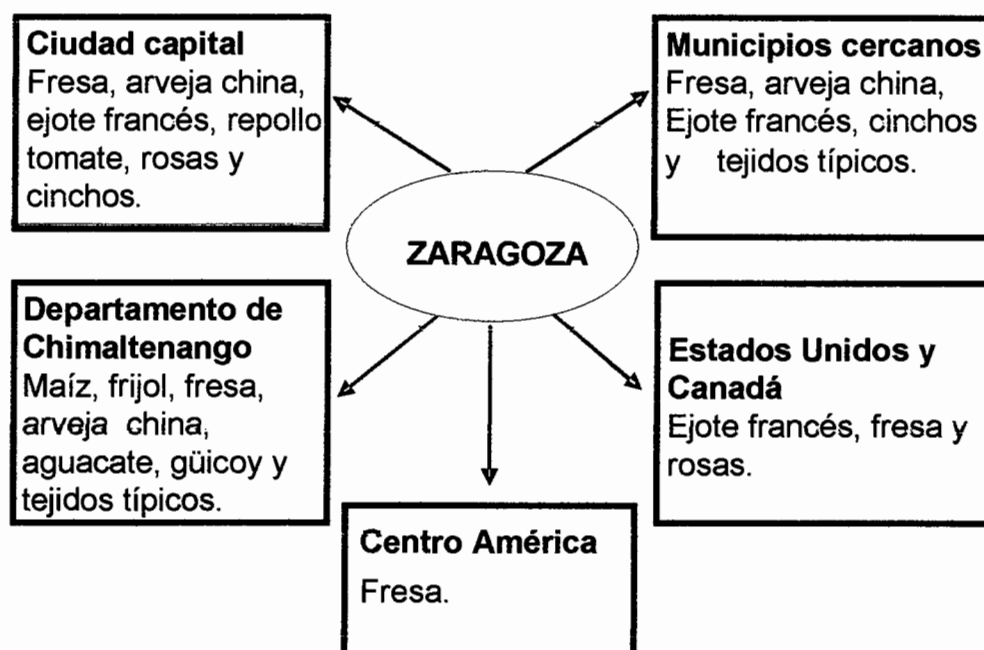 Ciudad capital
Fresa, arveja china,
ejote francés, repollo
tomate, rosas y
cinchos.
Municipios cercanos
Fresa, arveja china,
Ejote francés, cinchos
y tejidos típicos.
ZARAGOZA
Departamento de
Chimaltenango
Maíz, frijol, fresa,
arveja china,
aguacate, güicoy y
tejidos típicos.
Estados Unidos y
Canadá
Ejote francés, fresa y
rosas.
Centro América
Fresa.